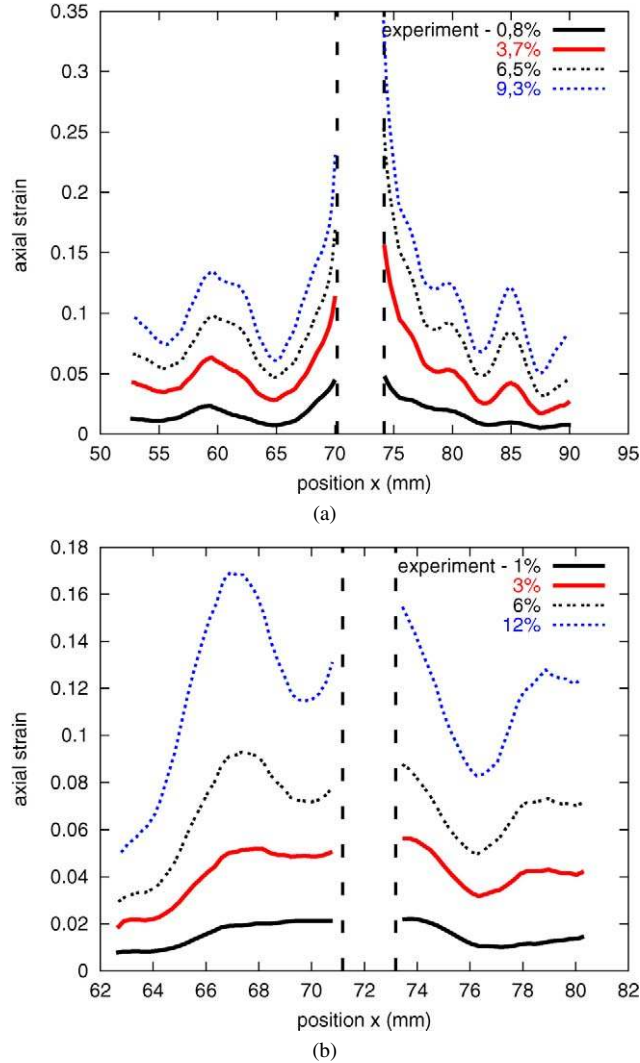 0.35
0.3
0.25
0.2
0.15
0.1
0.05
0
axial strain
experiment - 0,8%
3,7%
6,5%
9,3%
50 55 60 65 70 75 80 85 90 95
position x (mm)
(a)
0.18
0.16
0.14
0.12
0.1
0.08
0.06
0.04
0.02
0
axial strain
experiment - 1%
3%
6%
12%
62 64 66 68 70 72 74 76 78 80 82
position x (mm)
(b)